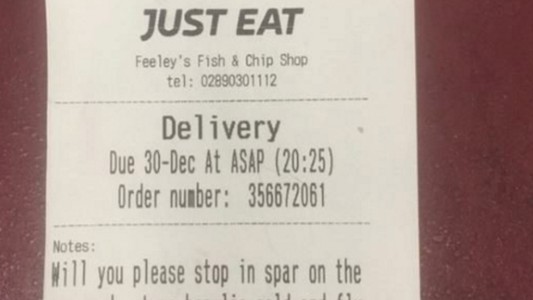 JUST EAT
Feeley's Fish & Chip Shop
tel: 02890301112
Delivery
Due 30-Dec At ASAP (20:25)
Order number: 356672061
Notes:
Will you please stop in spar on the